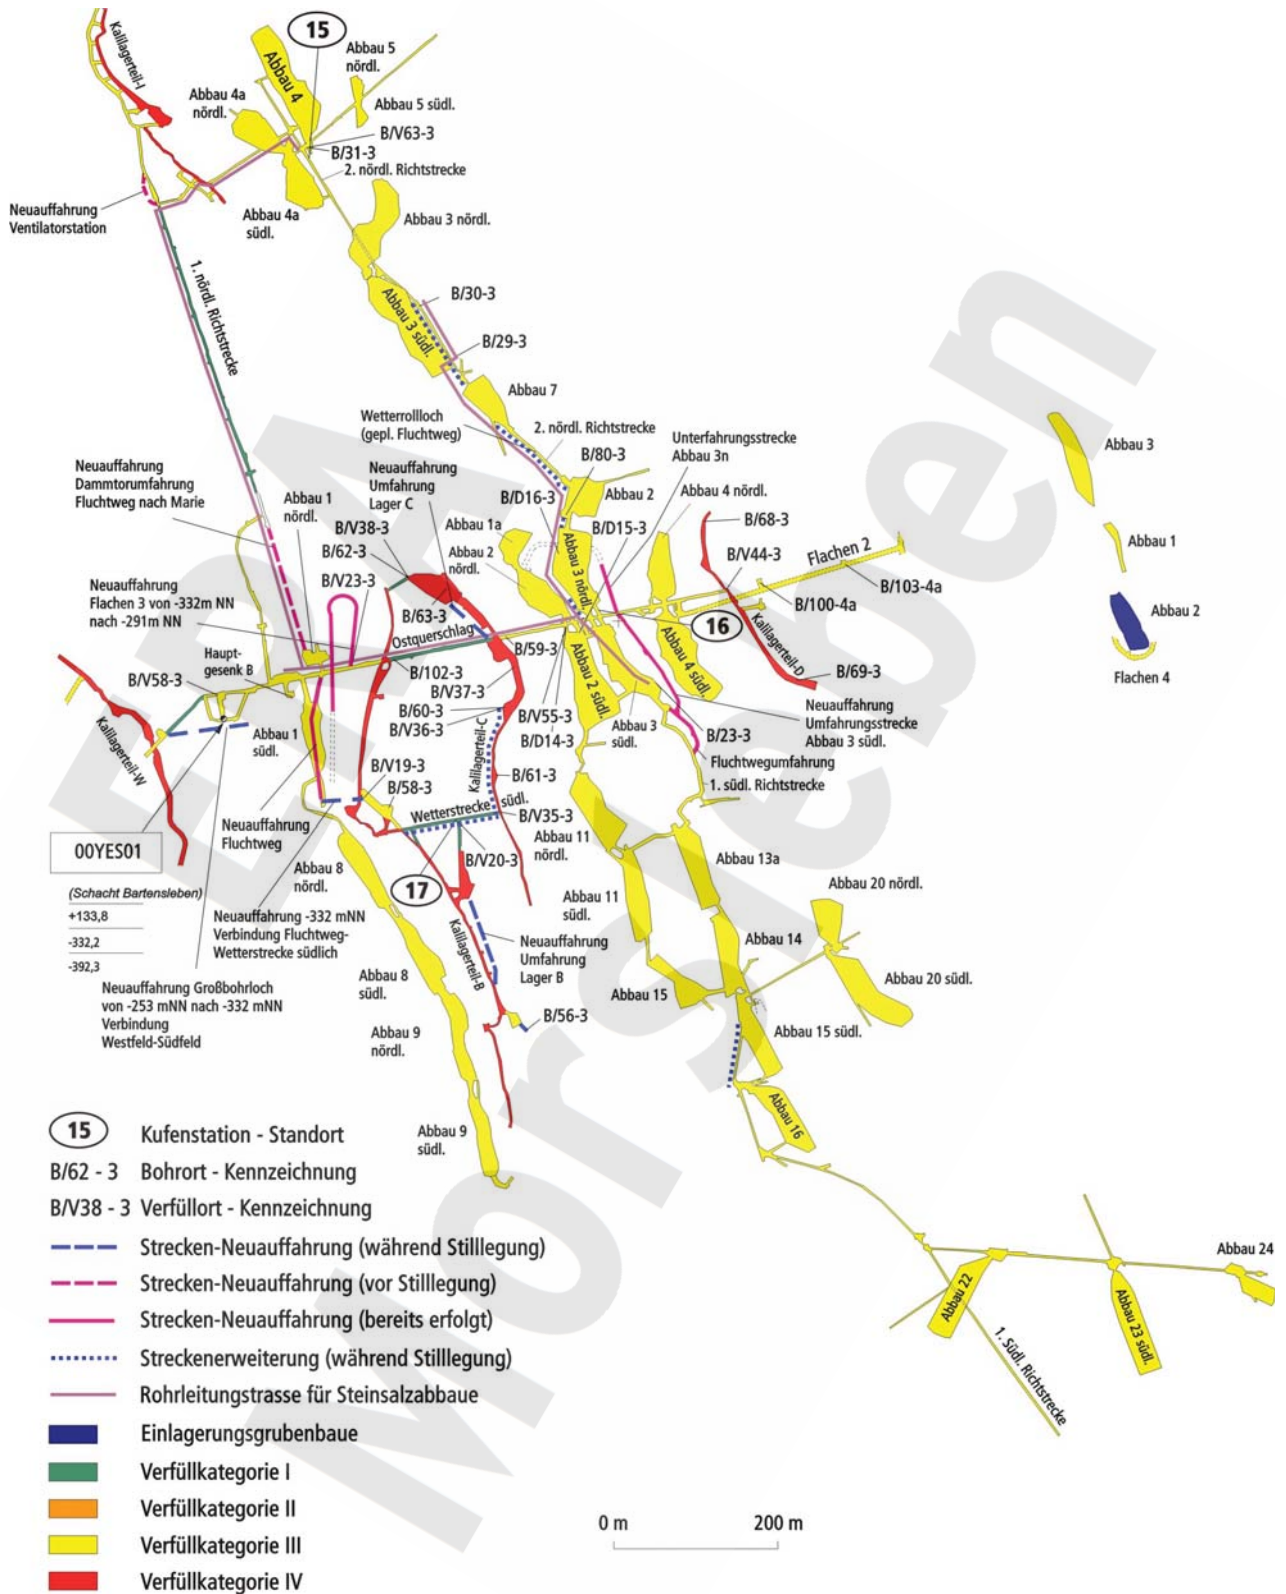 15
Kalilagerteil-I
Abbau 4
Abbau 5
nördl.
Abbau 4a
nördl.
Abbau 5 südl.
B/V63-3
B/31-3
2. nördl. Richtstrecke
Neuauffahrung
Ventilatorstation
Abbau 4a
südl.
Abbau 3 nördl.
1. nördl. Richtstrecke
B/30-3
Abbau 3 südl.
B/29-3
Abbau 7
Wetterrollloch
(gepl. Fluchtweg)
2. nördl. Richtstrecke
Unterfahrungsstrecke
Abbau 3n
Abbau 3
B/80-3
Neuauffahrung
Dammtorumfahrung
Fluchtweg nach Marie
Neuauffahrung
Umfahrung
Lager C
Abbau 1
nördl.
B/D16-3
Abbau 2
Abbau 4 nördl.
B/V38-3
Abbau 1a
B/D15-3
B/68-3
B/62-3
Abbau 2
nördl.
Abbau 3 nördl.
B/V44-3
Flachen 2
Abbau 1
B/V23-3
B/103-4a
Neuauffahrung
Flachen 3 von -332m NN
nach -291m NN
B/63-3
B/100-4a
Abbau 2
Ostquerschlag
16
Kalilagerteil-D
Haupt-
gesenk B
B/59-3
Abbau 4 südl.
B/V58-3
B/102-3
B/69-3
Flachen 4
B/V37-3
Abbau 2 südl.
B/60-3
B/V55-3
Abbau 3
südl.
Neuauffahrung
Umfahrungsstrecke
Abbau 3 südl.
Kalilagerteil-W
Abbau 1
südl.
B/V36-3
B/D14-3
B/23-3
Kalilagerteil-C
Fluchtwegumfahrung
B/V19-3
B/61-3
1. südl. Richtstrecke
B/58-3
Wetterstrecke südl.
B/V35-3
Neuauffahrung
Fluchtweg
00YES01
Abbau 11
nördl.
B/V20-3
Abbau 13a
Abbau 8
nördl.
17
Abbau 20 nördl.
(Schacht Bartensleben)
+133,8
-332,2
-392,3
Abbau 11
südl.
Neuauffahrung -332 mNN
Verbindung Fluchtweg-
Wetterstrecke südlich
Kalilagerteil-B
Neuauffahrung
Umfahrung
Lager B
Abbau 14
Abbau 8
südl.
Abbau 15
Abbau 20 südl.
Neuauffahrung Großbohrloch
von -253 mNN nach -332 mNN
Verbindung
Westfeld-Südfeld
B/56-3
Abbau 9
nördl.
Abbau 15 südl.
Abbau 16
Abbau 9
südl.
Abbau 22
Abbau 23 südl.
Abbau 24
1. Südl. Richtstrecke
15 Kufenstation - Standort
B/62 - 3 Bohrort - Kennzeichnung
B/V38 - 3 Verfüllort - Kennzeichnung
Strecken-Neuauffahrung (während Stilllegung)
Strecken-Neuauffahrung (vor Stilllegung)
Strecken-Neuauffahrung (bereits erfolgt)
Streckenerweiterung (während Stilllegung)
Rohrleitungstrasse für Steinsalzabbaue
Einlagerungsgrubenbaue
Verfüllkategorie I
Verfüllkategorie II
Verfüllkategorie III
Verfüllkategorie IV
0 m 200 m
ERA Morsleben